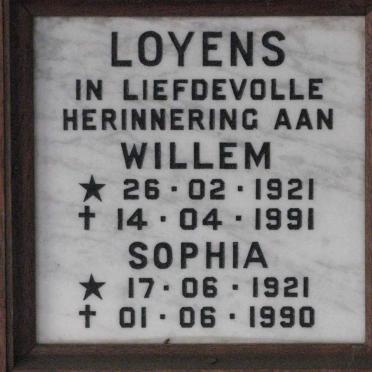 LOYENS
IN LIEFDEVOLLE
HERINNERING AAN
WILLEM
★ 26·02·1921
✝ 14·04·1991
SOPHIA
★ 17·06·1921
✝ 01·06·1990